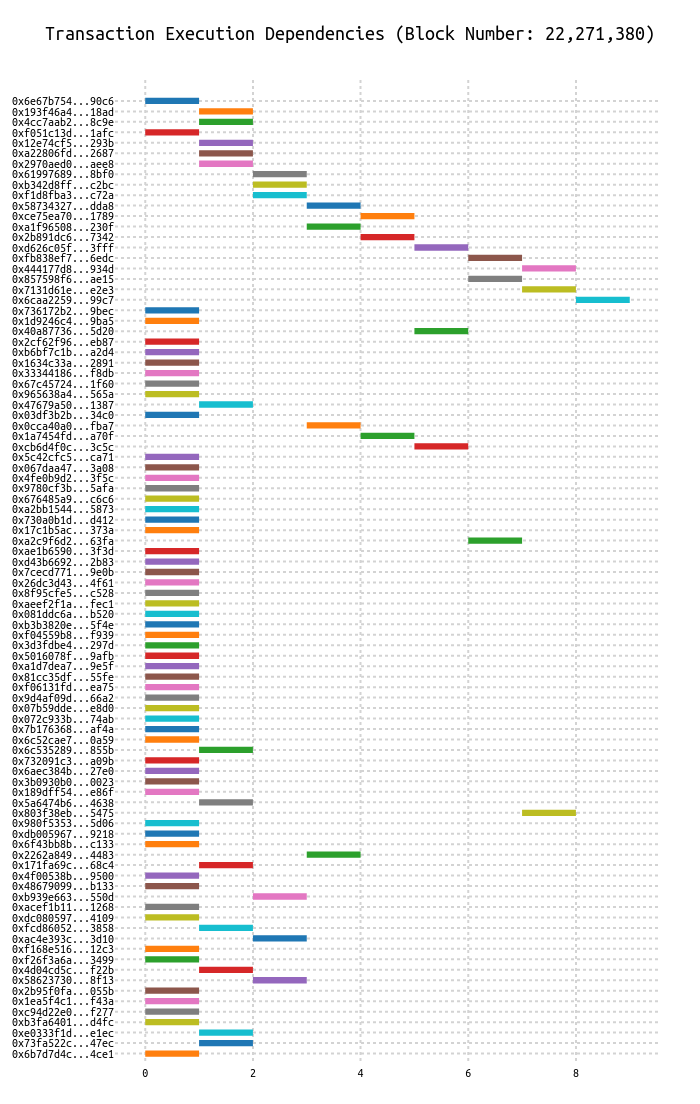 Transaction Execution Dependencies (Block Number: 22,271,380)
0x6e67b754...90c6
0x193f46a4...18ad
0x4cc7aab2...8c9e
0xf051c13d...1afc
0x12e74cf5...293b
0xa22806fd...2687
0x2970aed0...aee8
0x61997689...8bf0
0xb342d8ff...c2bc
0xf1d8fba3...c72a
0x58734327...dda8
0xce75ea70...1789
0xa1f96508...230f
0x2b891dc6...7342
0xd626c05f...3fff
0xfb838ef7...6edc
0x444177d8...934d
0x857598f6...ae15
0x7131d61e...e2e3
0x6caa2259...99c7
0x736172b2...9bec
0x1d9246c4...9ba5
0x40a87736...5d20
0x2cf62f96...eb87
0xb6bf7c1b...a2d4
0x1634c33a...2891
0x33344186...f8db
0x67c45724...1f60
0x965638a4...565a
0x47679a50...1387
0x03df3b2b...34c0
0x0cca40a0...fba7
0x1a7454fd...a70f
0xcb6d4f0c...3c5c
0x5c42cfc5...ca71
0x067daa47...3a08
0x4fe0b9d2...3f5c
0x9780cf3b...5afa
0x676485a9...c6c6
0xa2bb1544...5873
0x730a0b1d...d412
0x17c1b5ac...373a
0xa2c9f6d2...63fa
0xae1b6590...3f3d
0xd43b6692...2b83
0x7cecd771...9e0b
0x26dc3d43...4f61
0x8f95cfe5...c528
0xaeef2f1a...fec1
0x081ddc6a...b520
0xb3b3820e...5f4e
0xf04559b8...f939
0x3d3fdbe4...297d
0x5016078f...9afb
0xa1d7dea7...9e5f
0x81cc35df...55fe
0xf06131fd...ea75
0x9d4af09d...66a2
0x07b59dde...e8d0
0x072c933b...74ab
0x7b176368...af4a
0x6c52cae7...0a59
0x6c535289...855b
0x732091c3...a09b
0x6aec384b...27e0
0x3b0930b0...0023
0x189dff54...e86f
0x5a6474b6...4638
0x803f38eb...5475
0x980f5353...5d06
0xdb005967...9218
0x6f43bb8b...c133
0x2262a849...4483
0x171fa69c...68c4
0x4f00538b...9500
0x48679099...b133
0xb939e663...550d
0xacef1b11...1268
0xdc080597...4109
0xfcd86052...3858
0xac4e393c...3d10
0xf168e516...12c3
0xf26f3a6a...3499
0x4d04cd5c...f22b
0x58623730...8f13
0x2b95f0fa...055b
0x1ea5f4c1...f43a
0xc94d22e0...f277
0xb3fa6401...d4fc
0xe0333f1d...e1ec
0x73fa522c...47ec
0x6b7d7d4c...4ce1
0 2 4 6 8